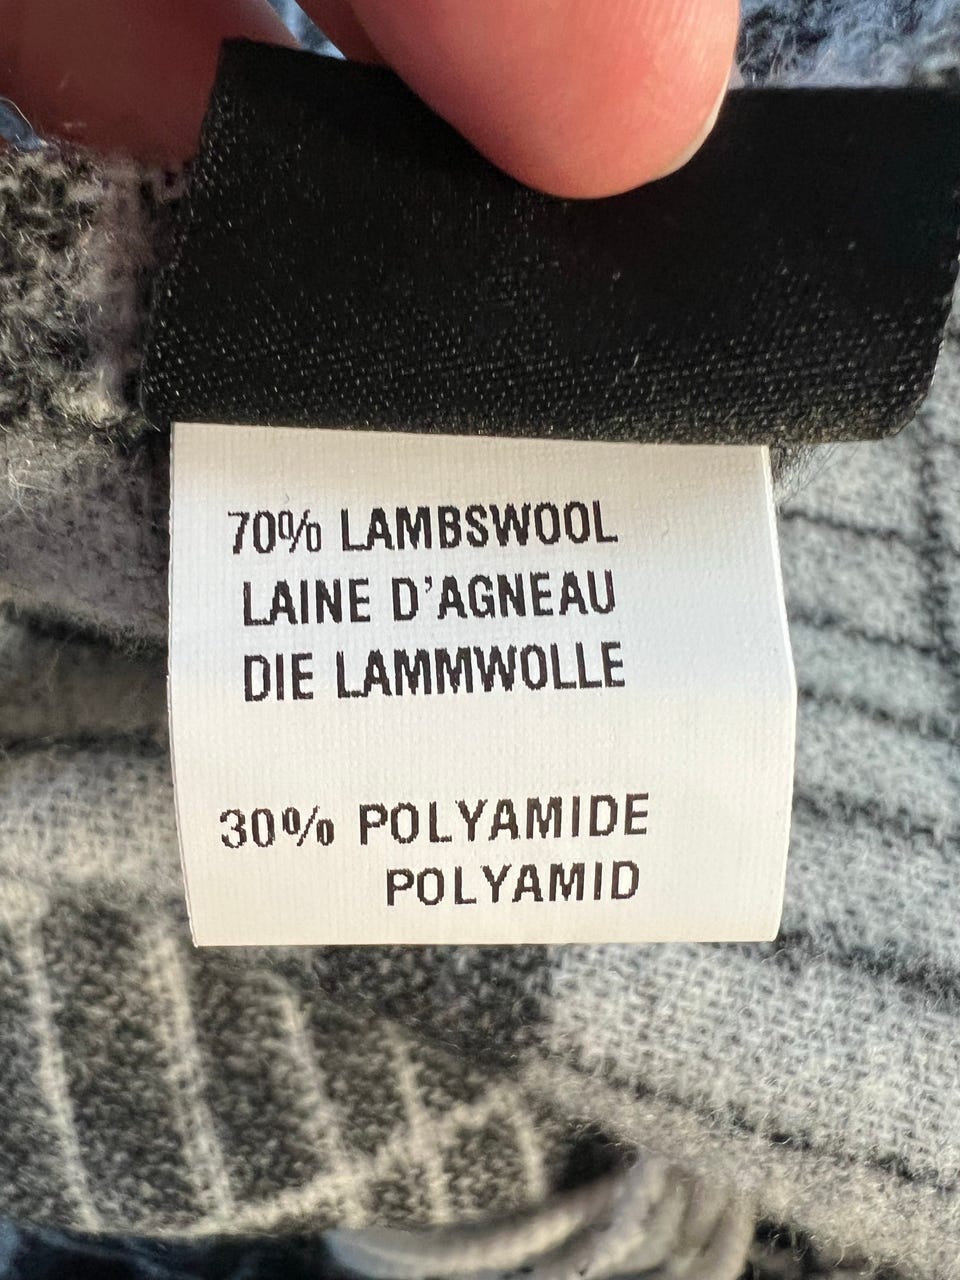 70% LAMBSWOOL
LAINE D'AGNEAU
DIE LAMMWOLLE
30% POLYAMIDE
POLYAMID